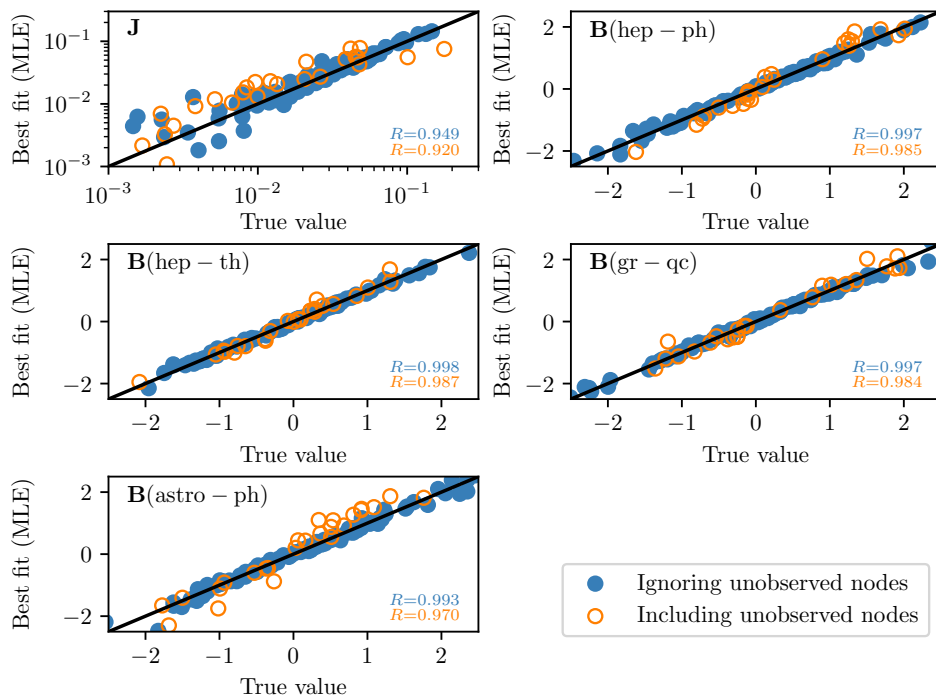 J
Best fit (MLE)
10⁻¹
10⁻²
10⁻³
R=0.949
R=0.920
10⁻³ 10⁻² 10⁻¹
True value
B(hep − ph)
Best fit (MLE)
2
0
−2
R=0.997
R=0.985
−2 −1 0 1 2
True value
B(hep − th)
Best fit (MLE)
2
0
−2
R=0.998
R=0.987
−2 −1 0 1 2
True value
B(gr − qc)
Best fit (MLE)
2
0
−2
R=0.997
R=0.984
−2 −1 0 1 2
True value
B(astro − ph)
Best fit (MLE)
2
0
−2
R=0.993
R=0.970
−2 −1 0 1 2
True value
Ignoring unobserved nodes
Including unobserved nodes